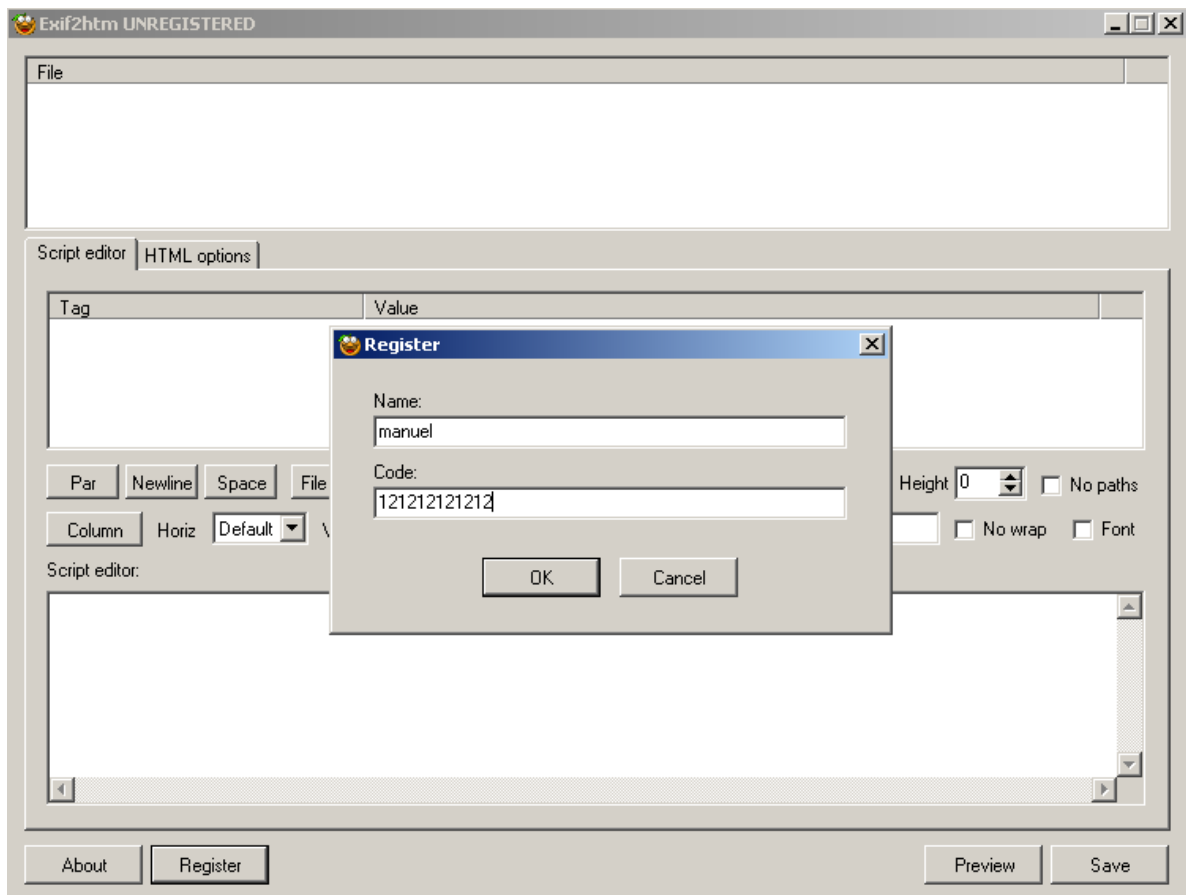 Exif2htm UNREGISTERED
File
Script editor HTML options
Tag Value
Register
Name:
manuel
Code:
121212121212
OK Cancel
Par Newline Space File Height 0 No paths
Column Horiz Default No wrap Font
Script editor:
About Register Preview Save